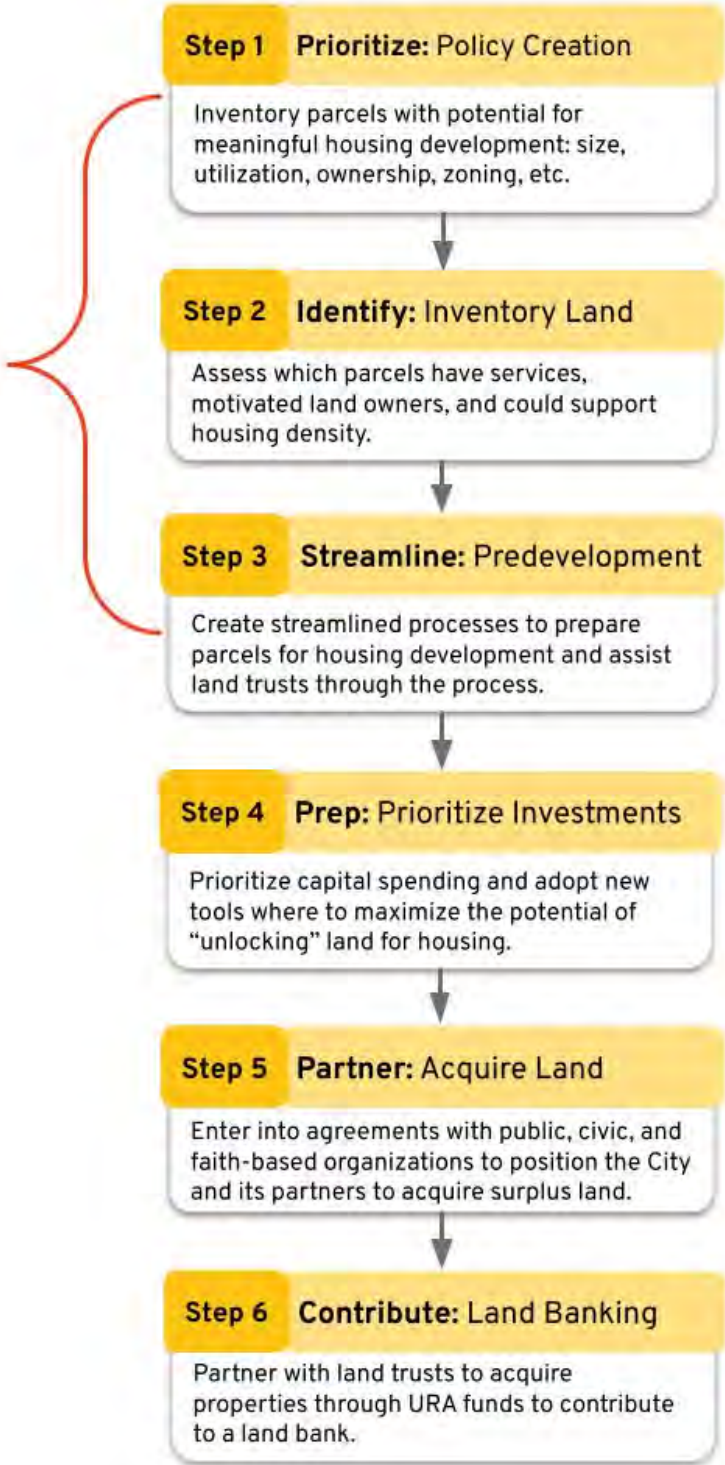 Step 1 Prioritize: Policy Creation
Inventory parcels with potential for
meaningful housing development: size,
utilization, ownership, zoning, etc.
Step 2 Identify: Inventory Land
Assess which parcels have services,
motivated land owners, and could support
housing density.
Step 3 Streamline: Predevelopment
Create streamlined processes to prepare
parcels for housing development and assist
land trusts through the process.
Step 4 Prep: Prioritize Investments
Prioritize capital spending and adopt new
tools where to maximize the potential of
“unlocking” land for housing.
Step 5 Partner: Acquire Land
Enter into agreements with public, civic, and
faith-based organizations to position the City
and its partners to acquire surplus land.
Step 6 Contribute: Land Banking
Partner with land trusts to acquire
properties through URA funds to contribute
to a land bank.